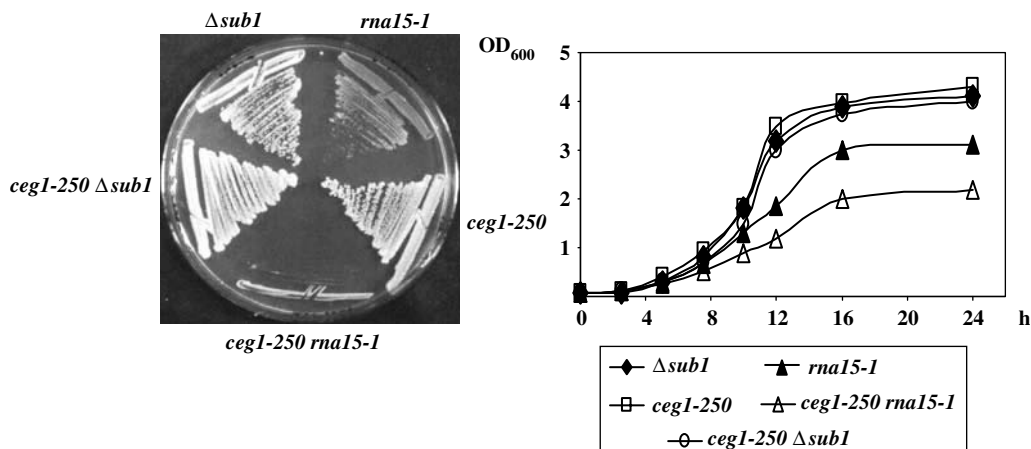 Δsub1 rna15-1
OD600
ceg1-250 Δsub1
ceg1-250
ceg1-250 rna15-1
5
4
3
2
1
0 4 8 12 16 20 24 h
Δsub1 rna15-1
ceg1-250 ceg1-250 rna15-1
ceg1-250 Δsub1